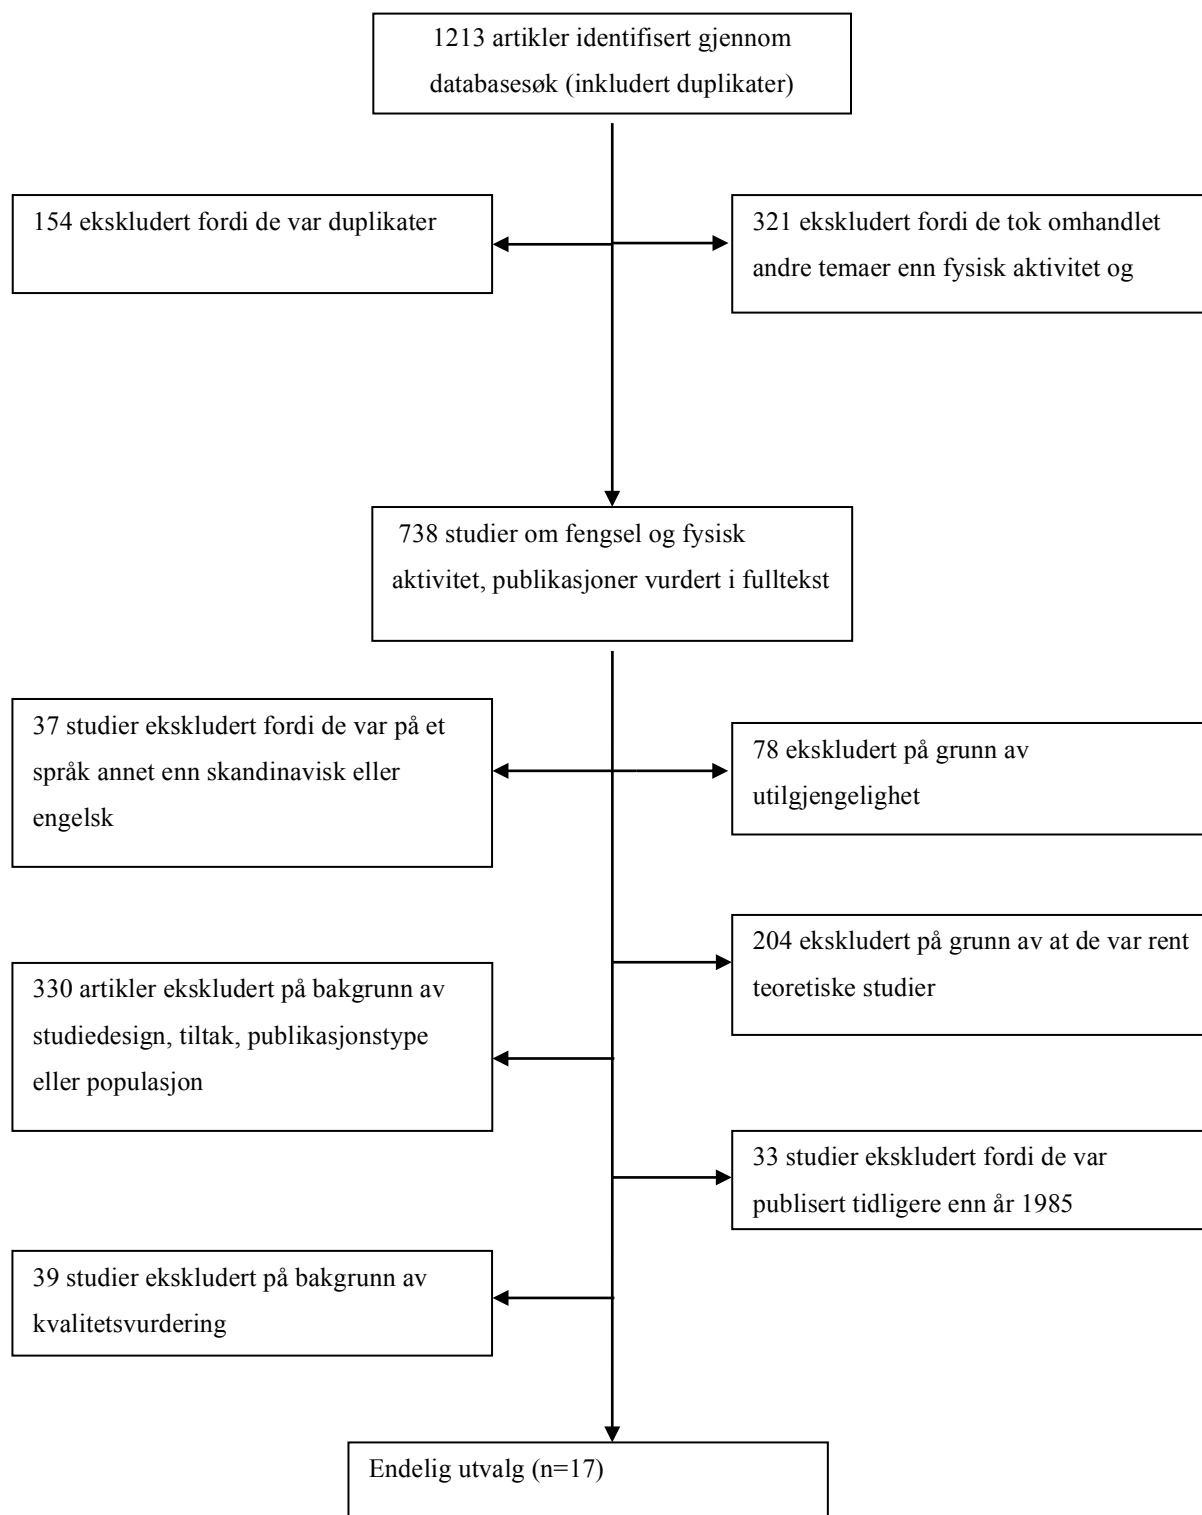 1213 artikler identifisert gjennom
databasesøk (inkludert duplikater)
154 ekskludert fordi de var duplikater
321 ekskludert fordi de tok omhandlet
andre temaer enn fysisk aktivitet og
738 studier om fengsel og fysisk
aktivitet, publikasjoner vurdert i fulltekst
37 studier ekskludert fordi de var på et
språk annet enn skandinavisk eller
engelsk
78 ekskludert på grunn av
utilgjengelighet
204 ekskludert på grunn av at de var rent
teoretiske studier
330 artikler ekskludert på bakgrunn av
studiedesign, tiltak, publikasjonstype
eller populasjon
33 studier ekskludert fordi de var
publisert tidligere enn år 1985
39 studier ekskludert på bakgrunn av
kvalitetsvurdering
Endelig utvalg (n=17)